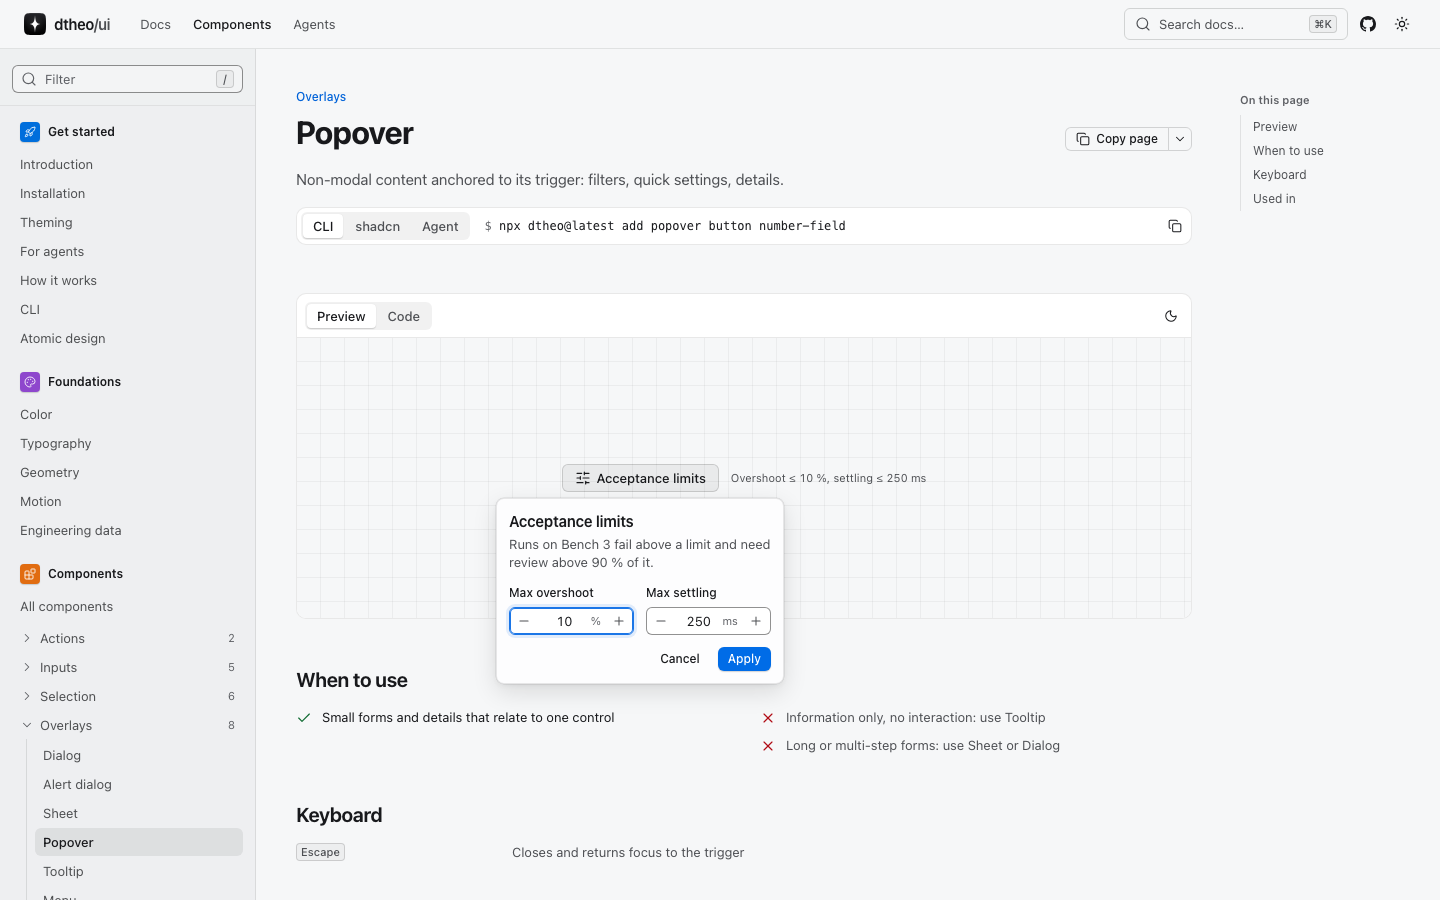 dtheo/ui
Docs
Components
Agents
Search docs...
⌘K
Filter
/
Get started
Introduction
Installation
Theming
For agents
How it works
CLI
Atomic design
Foundations
Color
Typography
Geometry
Motion
Engineering data
Components
All components
Actions 2
Inputs 5
Selection 6
Overlays 8
Dialog
Alert dialog
Sheet
Popover
Tooltip
Menu
Overlays
Popover
Copy page
Non-modal content anchored to its trigger: filters, quick settings, details.
CLI shadcn Agent $ npx dtheo@latest add popover button number-field
Preview Code
Acceptance limits
Overshoot ≤ 10 %, settling ≤ 250 ms
Acceptance limits
Runs on Bench 3 fail above a limit and need
review above 90 % of it.
Max overshoot
Max settling
− 10 % +
− 250 ms +
Cancel
Apply
When to use
Small forms and details that relate to one control
Information only, no interaction: use Tooltip
Long or multi-step forms: use Sheet or Dialog
Keyboard
Escape
Closes and returns focus to the trigger
On this page
Preview
When to use
Keyboard
Used in